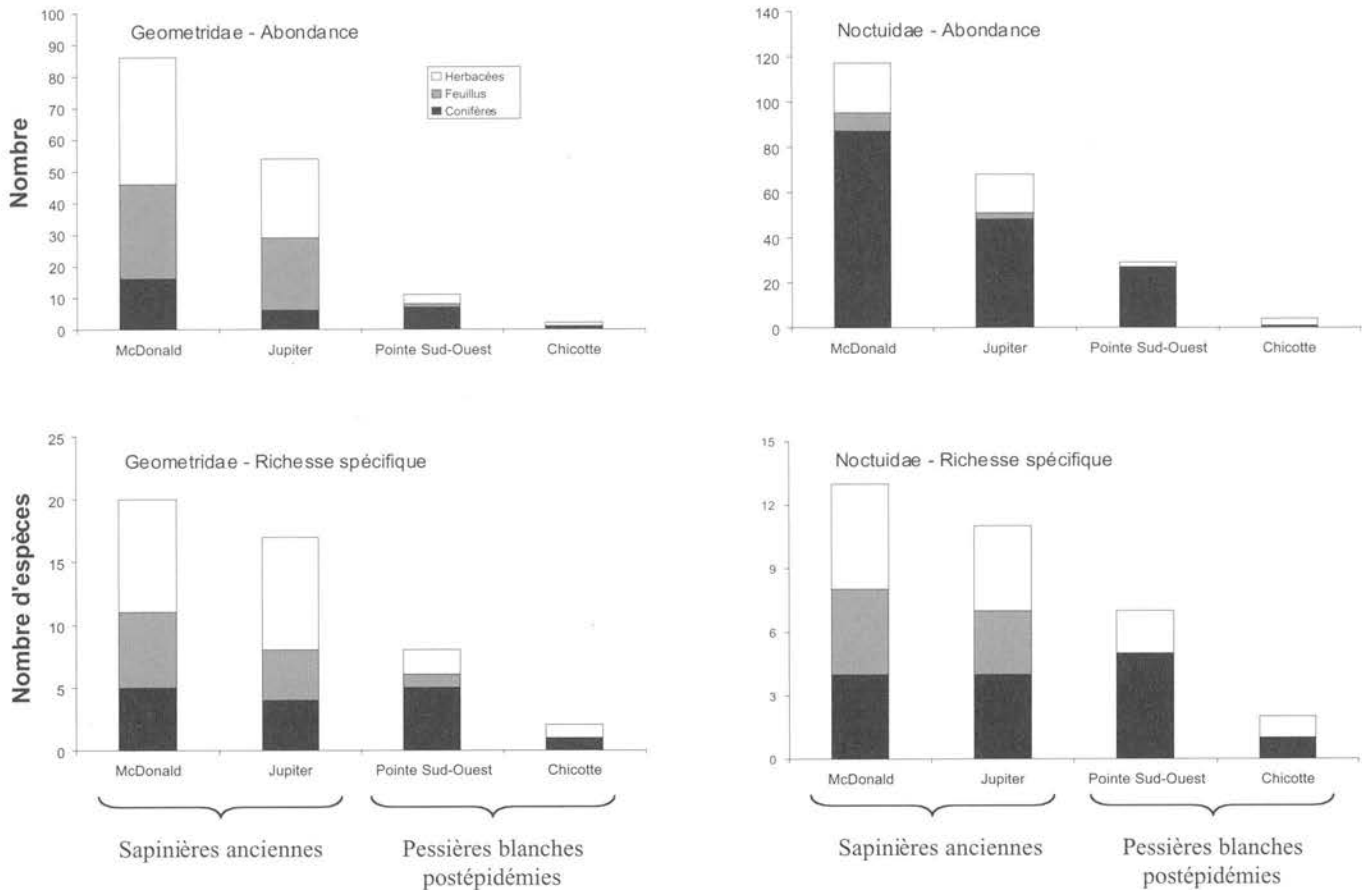 Geometridae - Abondance
Nombre
100
90
80
70
60
50
40
30
20
10
0
Herbacées
Feuillus
Conifères
McDonald
Jupiter
Pointe Sud-Ouest
Chicotte
Noctuidae - Abondance
140
120
100
80
60
40
20
0
McDonald
Jupiter
Pointe Sud-Ouest
Chicotte
Geometridae - Richesse spécifique
Nombre d'espèces
25
20
15
10
5
0
McDonald
Jupiter
Pointe Sud-Ouest
Chicotte
Sapinières anciennes
Pessières blanches
postépidémies
Noctuidae - Richesse spécifique
15
12
9
6
3
0
McDonald
Jupiter
Pointe Sud-Ouest
Chicotte
Sapinières anciennes
Pessières blanches
postépidémies